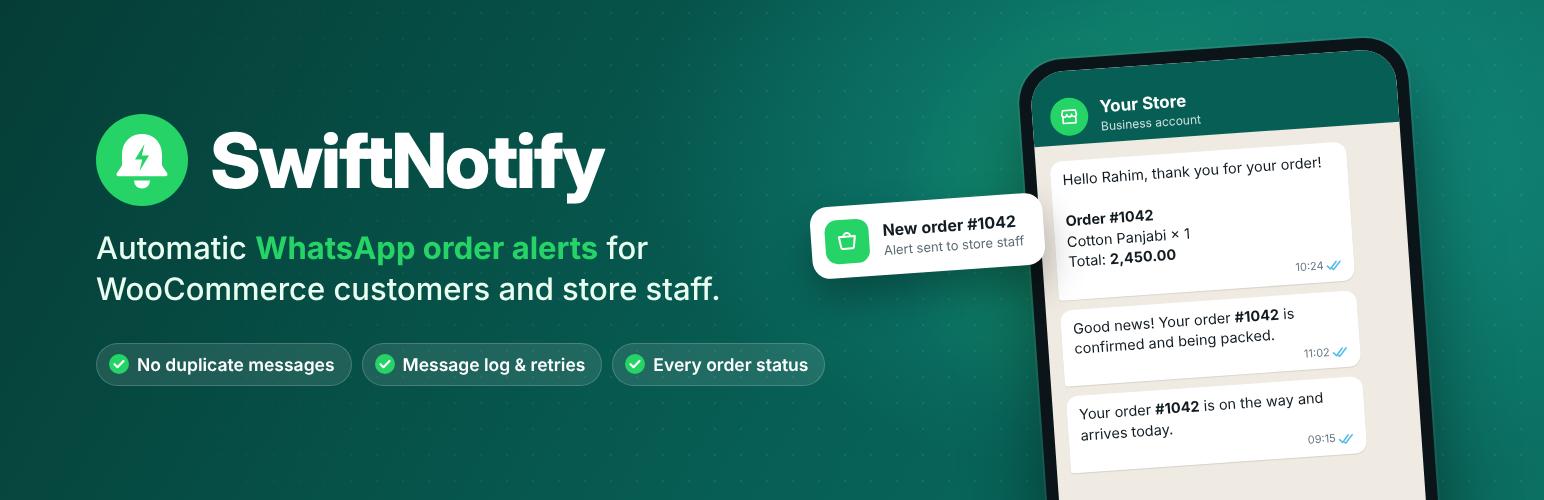 SwiftNotify
Automatic WhatsApp order alerts for
WooCommerce customers and store staff.
No duplicate messages
Message log & retries
Every order status
New order #1042
Alert sent to store staff
Your Store
Business account
Hello Rahim, thank you for your order!
Order #1042
Cotton Panjabi × 1
Total: 2,450.00
10:24
Good news! Your order #1042 is
confirmed and being packed.
11:02
Your order #1042 is on the way and
arrives today.
09:15